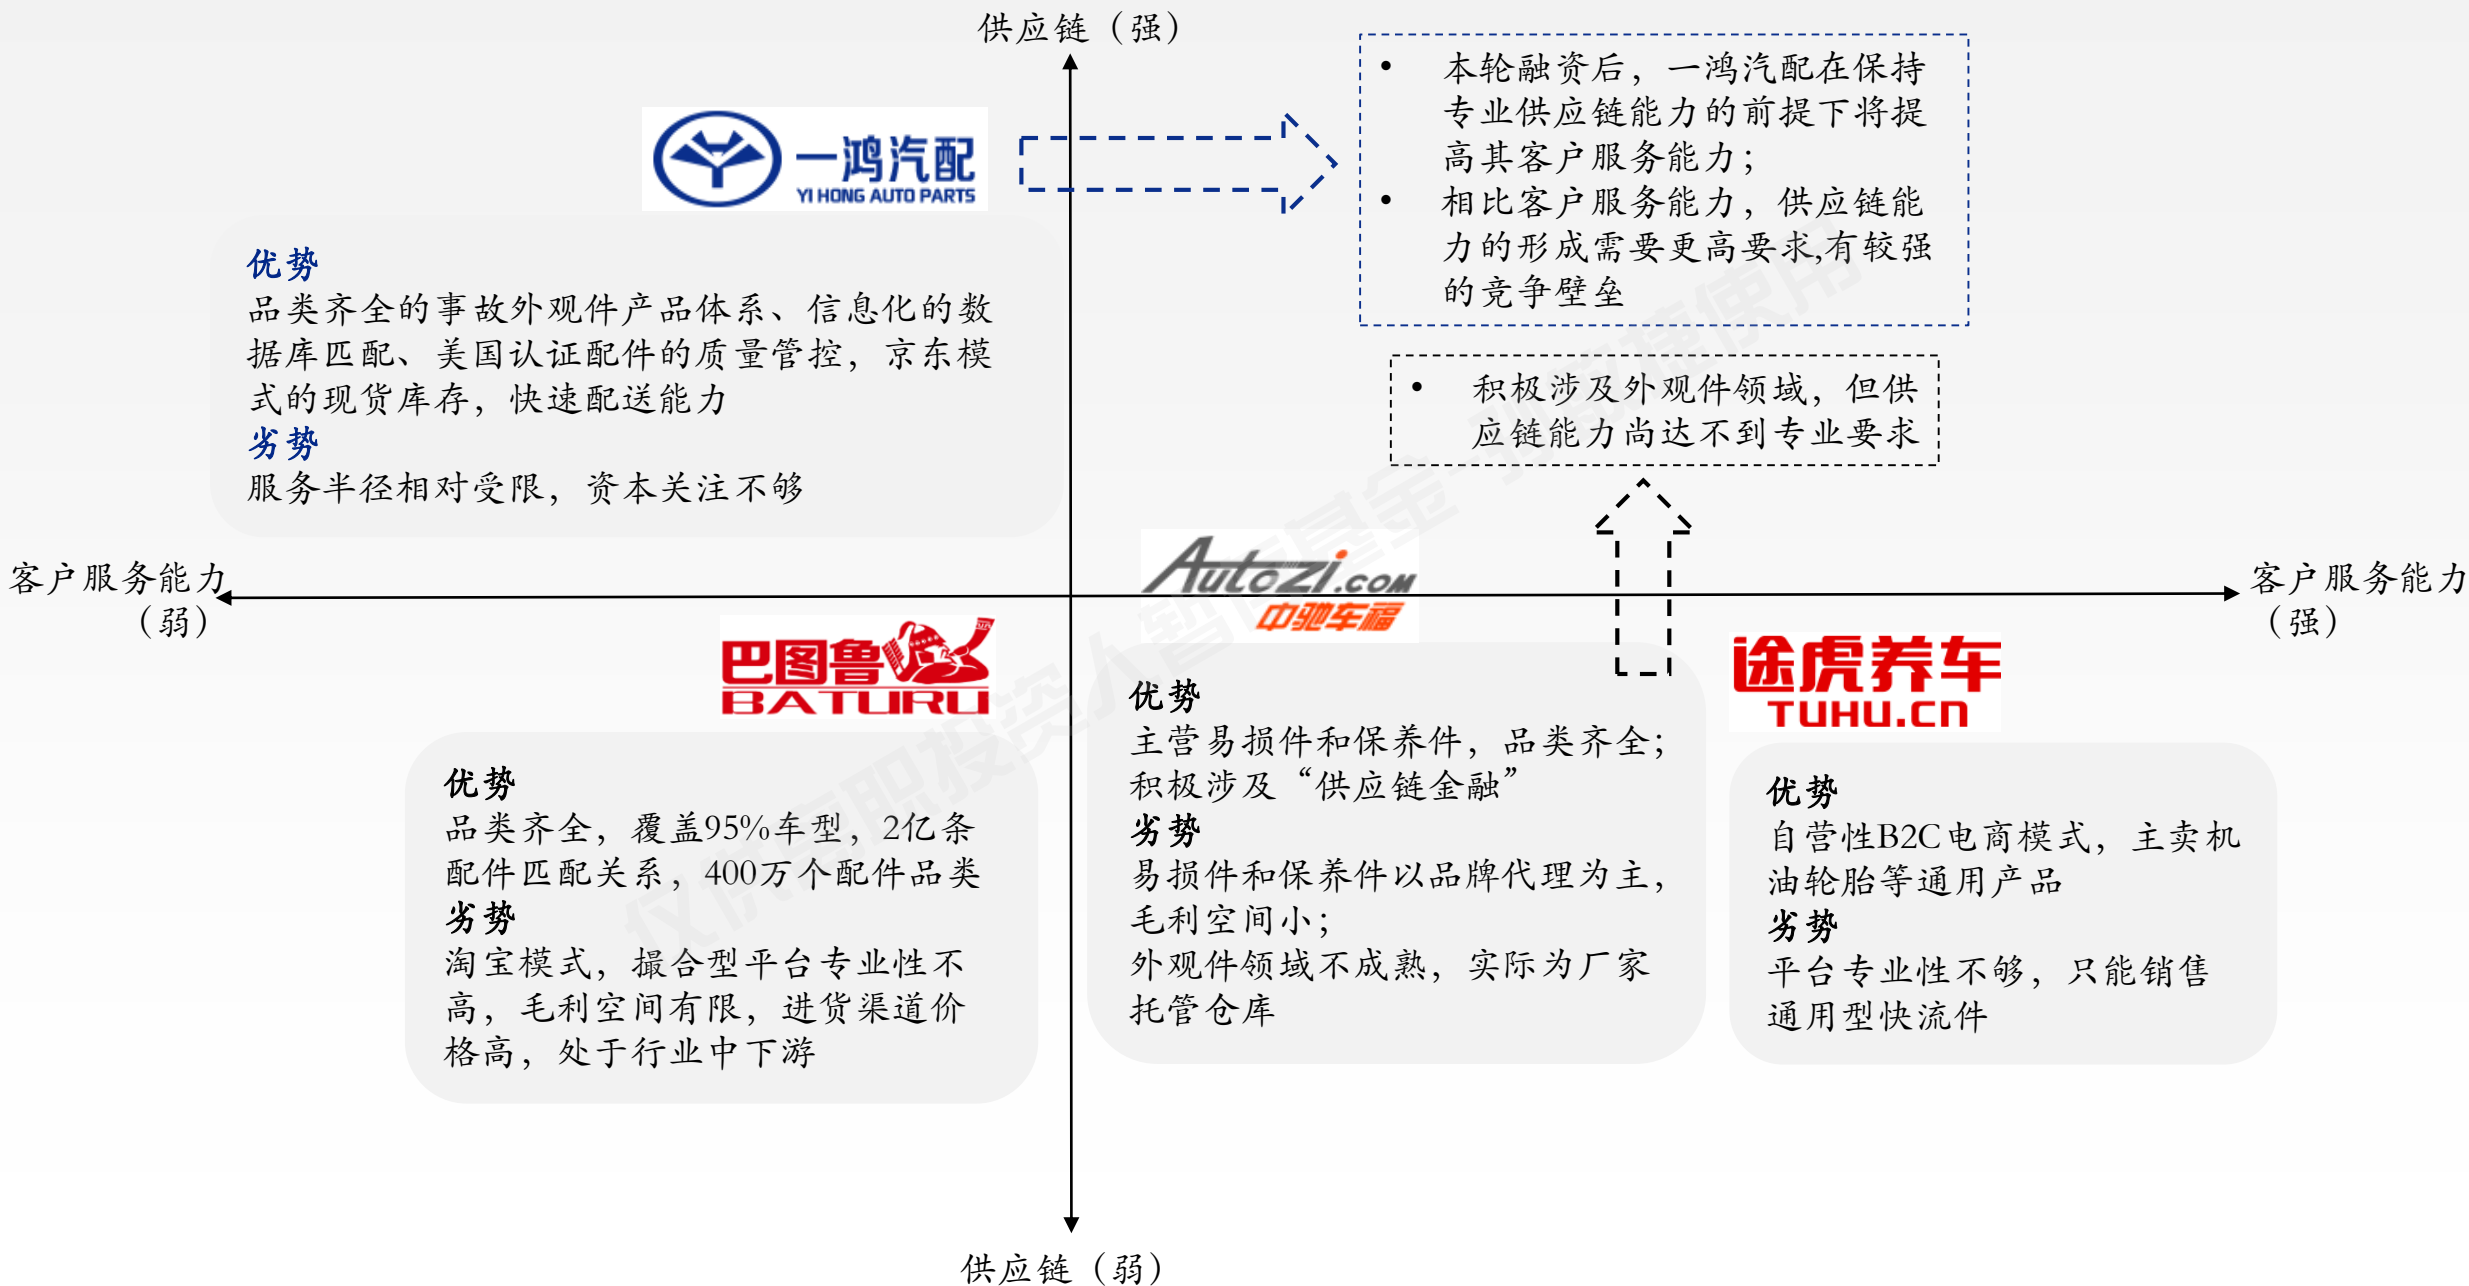 供应链（强）
一鸿汽配
YI HONG AUTO PARTS
• 本轮融资后，一鸿汽配在保持
专业供应链能力的前提下将提
高其客户服务能力；
• 相比客户服务能力，供应链能
力的形成需要更高要求,有较强
的竞争壁垒
优势
品类齐全的事故外观件产品体系、信息化的数
据库匹配、美国认证配件的质量管控，京东模
式的现货库存，快速配送能力
劣势
服务半径相对受限，资本关注不够
• 积极涉及外观件领域，但供
应链能力尚达不到专业要求
客户服务能力
（弱）
客户服务能力
（强）
Autozi.com
中驰车福
巴图鲁
BATURU
途虎养车
TUHU.CN
优势
品类齐全，覆盖95%车型，2亿条
配件匹配关系，400万个配件品类
劣势
淘宝模式，撮合型平台专业性不
高，毛利空间有限，进货渠道价
格高，处于行业中下游
优势
主营易损件和保养件，品类齐全；
积极涉及“供应链金融”
劣势
易损件和保养件以品牌代理为主，
毛利空间小；
外观件领域不成熟，实际为厂家
托管仓库
优势
自营性B2C电商模式，主卖机
油轮胎等通用产品
劣势
平台专业性不够，只能销售
通用型快流件
供应链（弱）